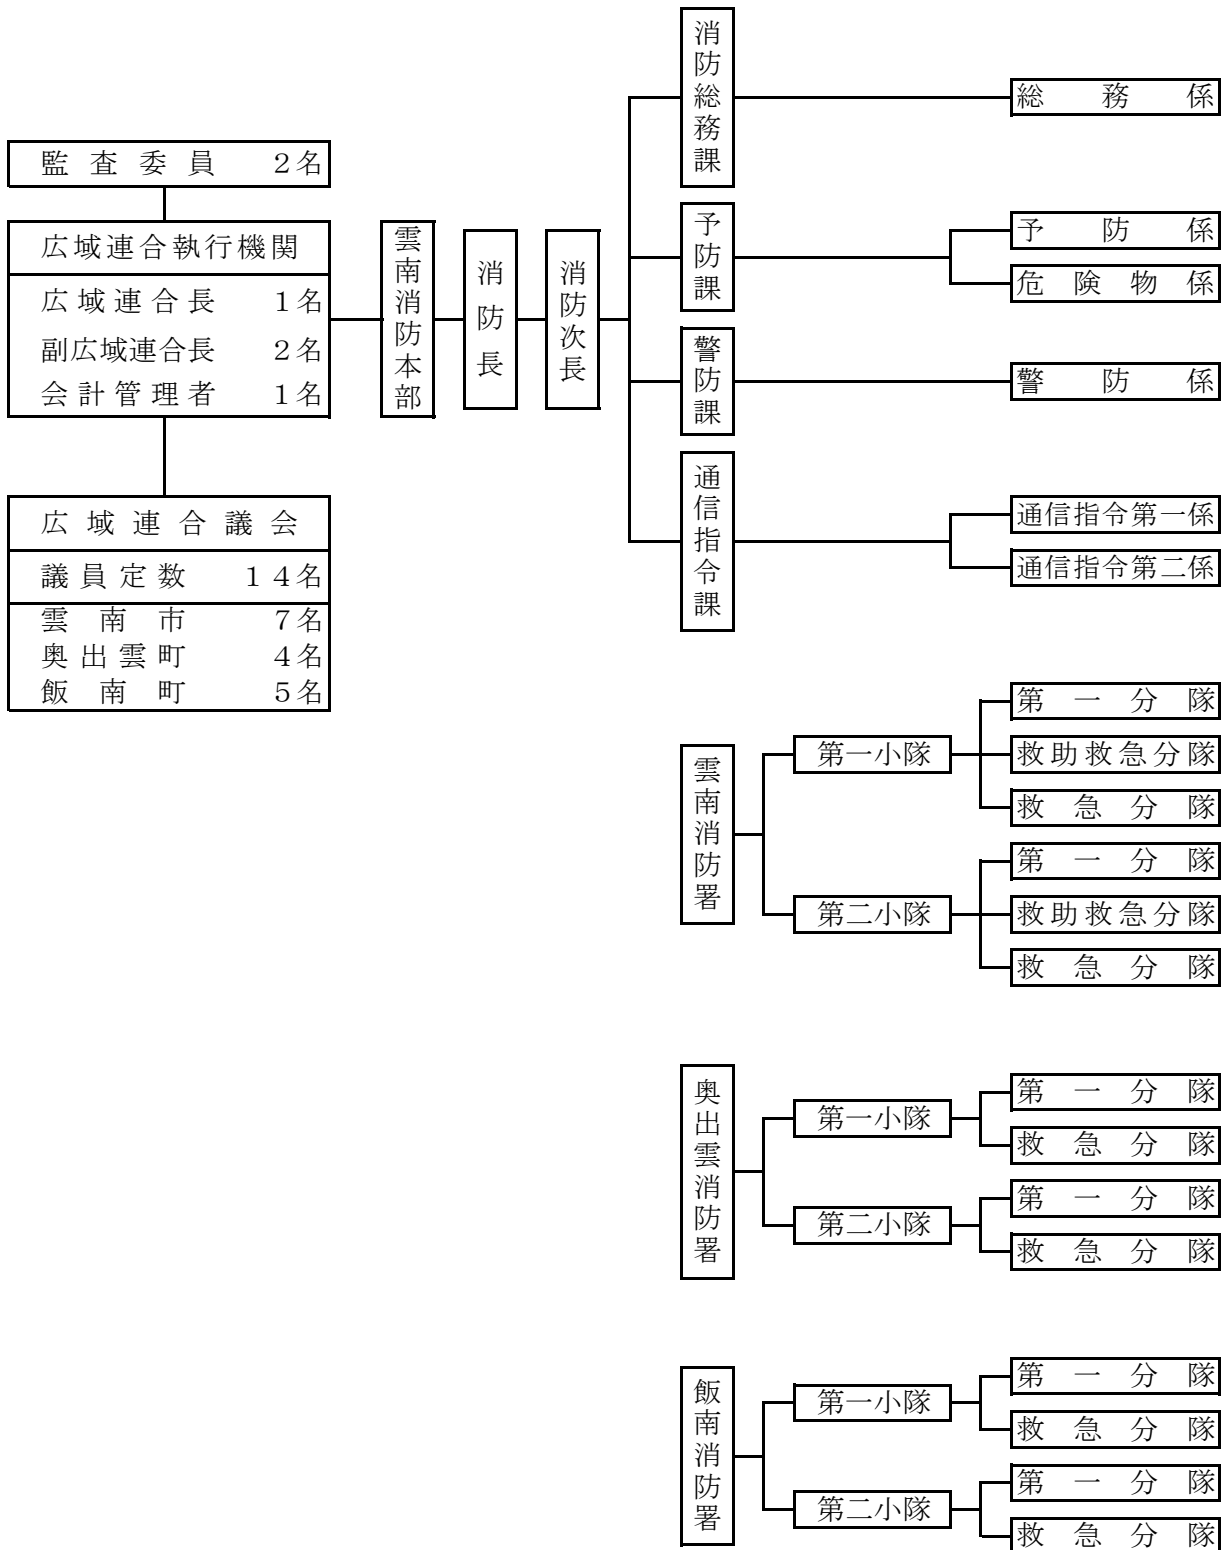 監査委員　２名
広域連合執行機関
広域連合長　１名
副広域連合長　２名
会計管理者　１名
広域連合議会
議員定数　１４名
雲南市　７名
奥出雲町　４名
飯南町　５名
雲南消防本部
消防長
消防次長
消防総務課
総務係
予防課
予防係
危険物係
警防課
警防係
通信指令課
通信指令第一係
通信指令第二係
雲南消防署
第一小隊
第一分隊
救助救急分隊
救急分隊
第二小隊
第一分隊
救助救急分隊
救急分隊
奥出雲消防署
第一小隊
第一分隊
救急分隊
第二小隊
第一分隊
救急分隊
飯南消防署
第一小隊
第一分隊
救急分隊
第二小隊
第一分隊
救急分隊